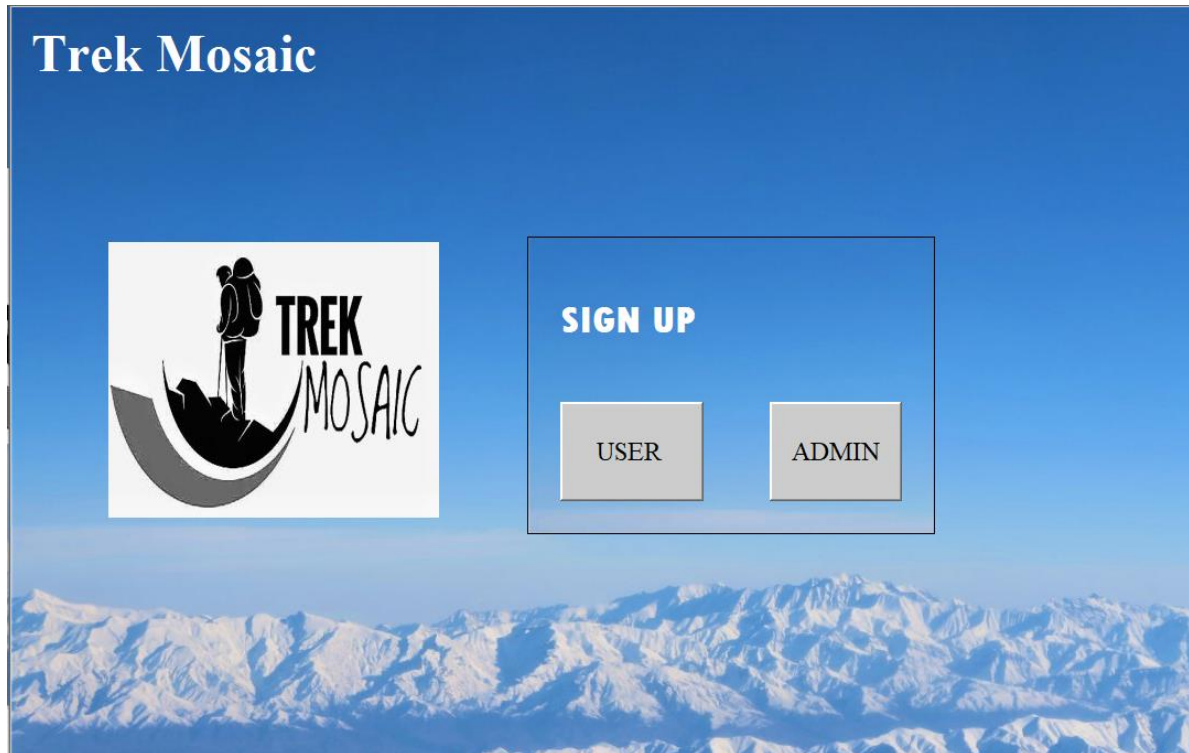 Trek Mosaic
TREK
MOSAIC
SIGN UP
USER
ADMIN